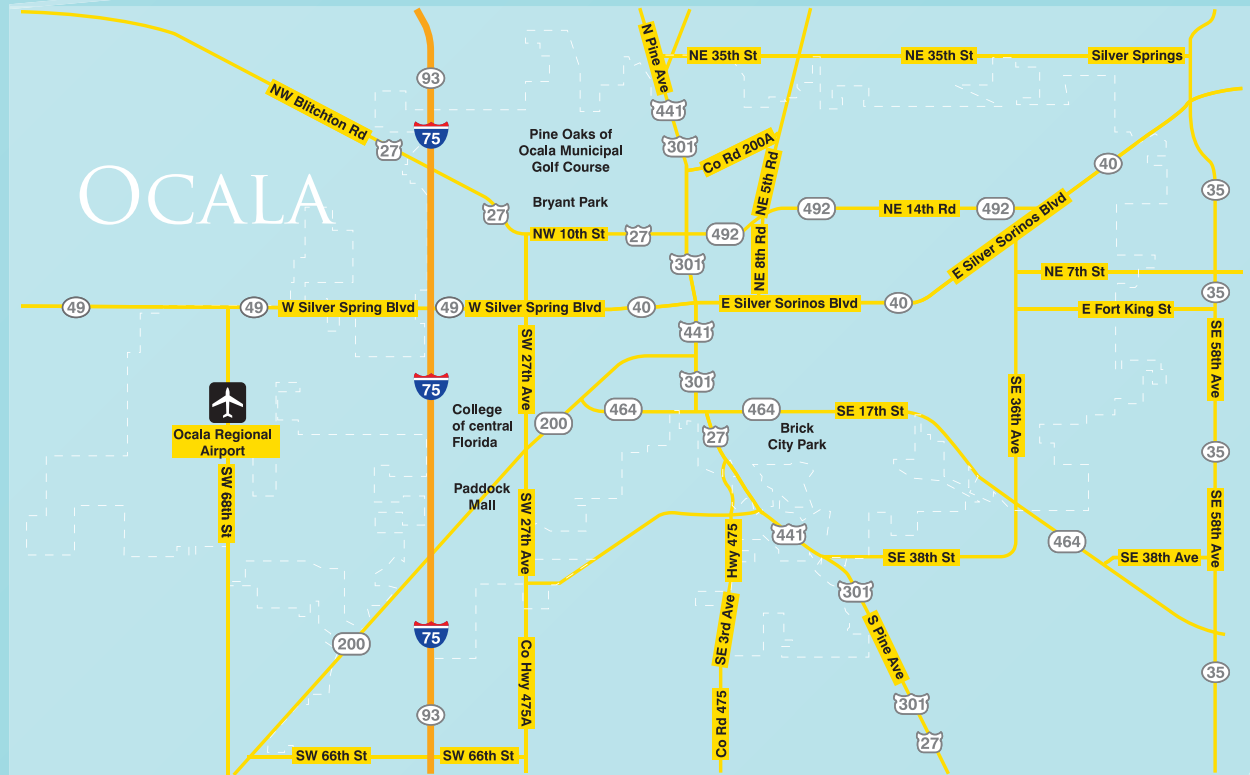 N Pine Ave
NE 35th St
NE 35th St
Silver Springs
93
441
NW Blitchton Rd
75
27
Pine Oaks of
Ocala Municipal
Golf Course
301
Co Rd 200A
40
OCALA
NE 5th Rd
35
Bryant Park
27
492
NE 14th Rd
492
NW 10th St
27
492
E Silver Sorinos Blvd
NE 8th Rd
301
NE 7th St
35
49
49
W Silver Spring Blvd
49
W Silver Spring Blvd
40
E Silver Sorinos Blvd
40
E Fort King St
441
SE 58th Ave
SW 27th Ave
75
301
College
of central
Florida
200
464
464
SE 17th St
SE 36th Ave
Ocala Regional
Airport
27
Brick
City Park
35
SW 68th St
Paddock
Mall
SW 27th Ave
Hwy 475
441
SE 38th St
464
SE 38th Ave
SE 58th Ave
301
200
75
SE 3rd Ave
S Pine Ave
35
Co Hwy 475A
93
Co Rd 475
301
27
SW 66th St
SW 66th St